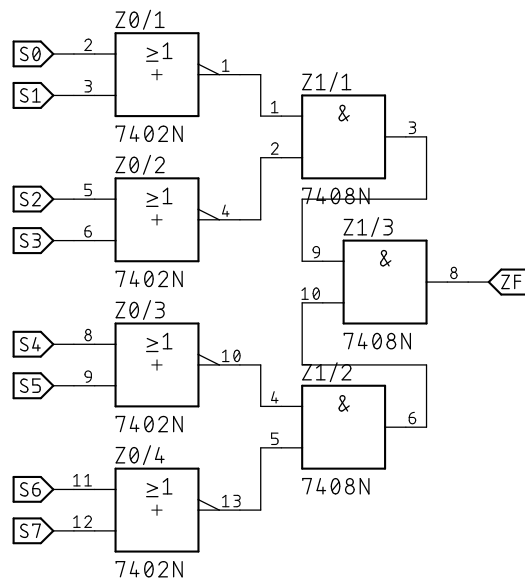 Z0/1
S0 2 ≥1 1
S1 3 +
7402N
Z1/1
1 & 3
2
7408N
Z0/2
S2 5 ≥1 4
S3 6 +
7402N
Z1/3
9 & 8 ZF
10
7408N
Z0/3
S4 8 ≥1 10
S5 9 +
7402N
Z1/2
4 & 6
5
7408N
Z0/4
S6 11 ≥1 13
S7 12 +
7402N